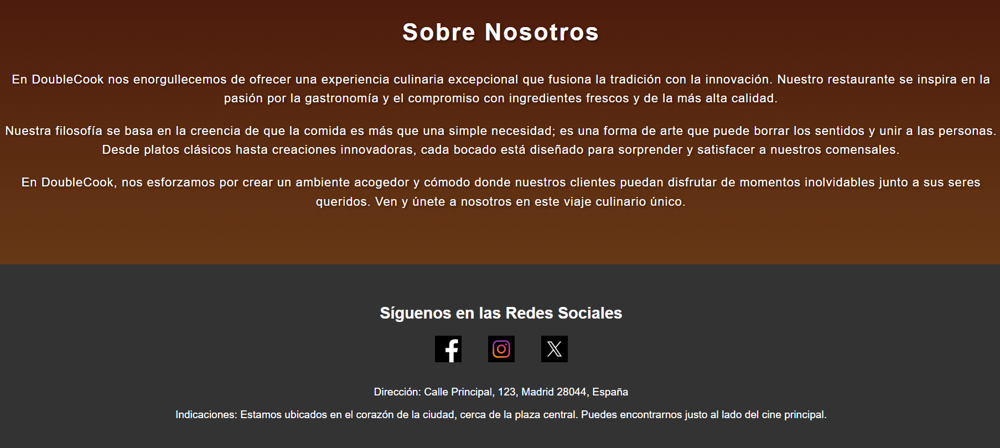 Sobre Nosotros
En DoubleCook nos enorgullecemos de ofrecer una experiencia culinaria excepcional que fusiona la tradición con la innovación. Nuestro restaurante se inspira en la
pasión por la gastronomía y el compromiso con ingredientes frescos y de la más alta calidad.
Nuestra filosofía se basa en la creencia de que la comida es más que una simple necesidad; es una forma de arte que puede borrar los sentidos y unir a las personas.
Desde platos clásicos hasta creaciones innovadoras, cada bocado está diseñado para sorprender y satisfacer a nuestros comensales.
En DoubleCook, nos esforzamos por crear un ambiente acogedor y cómodo donde nuestros clientes puedan disfrutar de momentos inolvidables junto a sus seres
queridos. Ven y únete a nosotros en este viaje culinario único.
Síguenos en las Redes Sociales
Dirección: Calle Principal, 123, Madrid 28044, España
Indicaciones: Estamos ubicados en el corazón de la ciudad, cerca de la plaza central. Puedes encontrarnos justo al lado del cine principal.